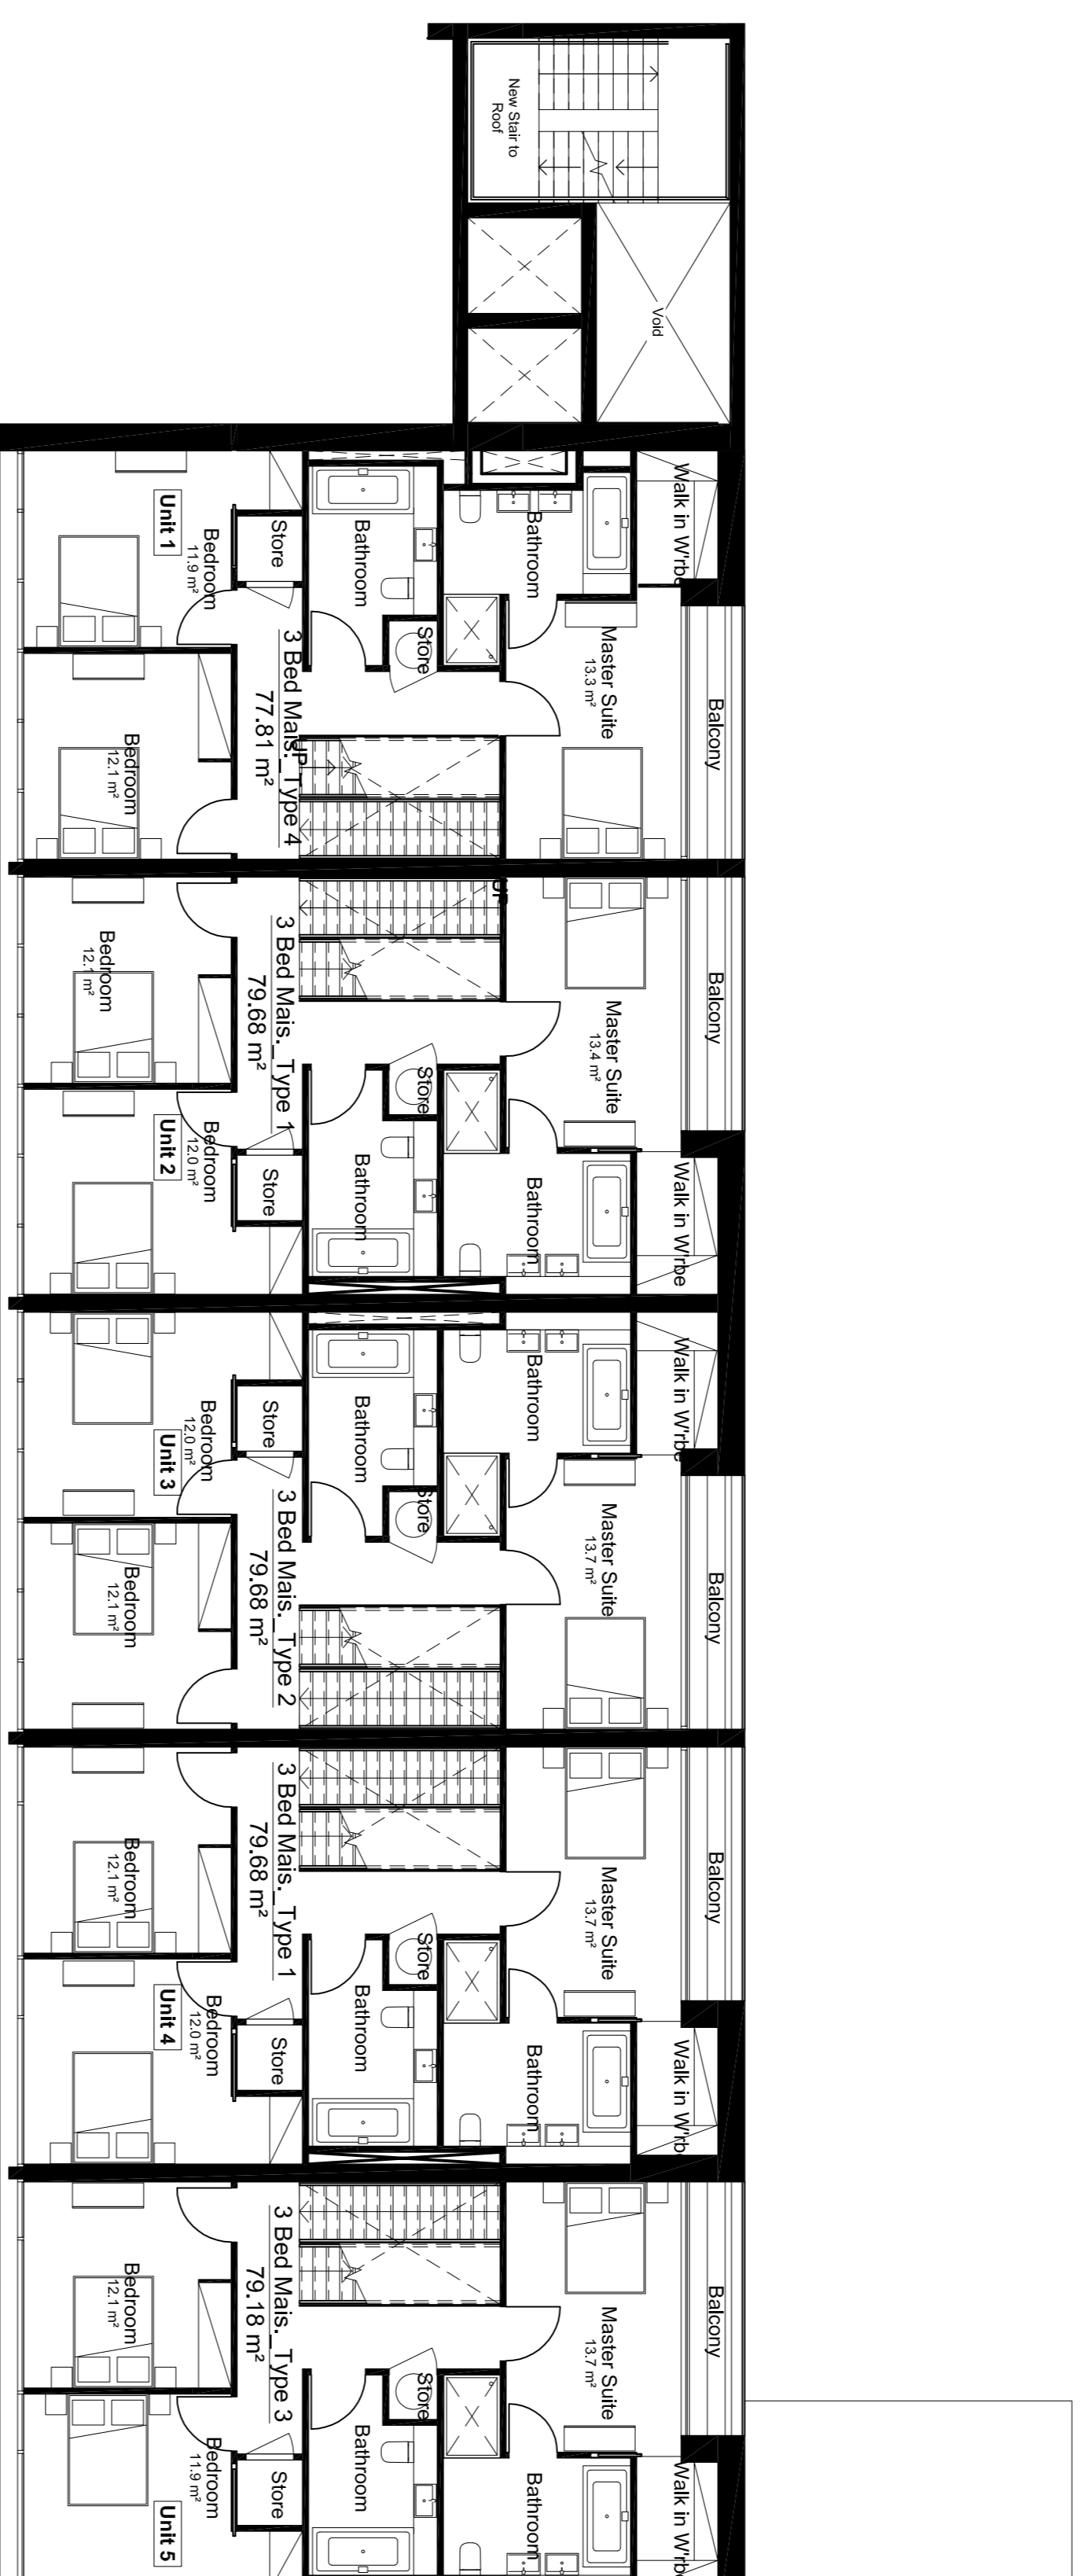 New Stair to
Roof
Void
Walk in W'rbe
Bathroom
Bathroom
Store
Unit 1
Bedroom
11.9 m²
Store
Master Suite
13.3 m²
Balcony
3 Bed Mais._Type 4
77.81 m²
UP
Bedroom
12.1 m²
UP
Balcony
Master Suite
13.4 m²
3 Bed Mais._Type 1
79.68 m²
Bedroom
12.1 m²
Store
Unit 2
Bedroom
12.0 m²
Store
Bathroom
Bathroom
Walk in W'rbe
Walk in W'rbe
Bathroom
Bathroom
Store
Bedroom
12.0 m²
Unit 3
Store
Master Suite
13.7 m²
Balcony
3 Bed Mais._Type 2
79.68 m²
Bedroom
12.1 m²
Balcony
Master Suite
13.7 m²
3 Bed Mais._Type 1
79.68 m²
Bedroom
12.1 m²
Store
Unit 4
Bedroom
12.0 m²
Store
Bathroom
Bathroom
Walk in W'rbe
Balcony
Master Suite
13.7 m²
3 Bed Mais._Type 3
79.18 m²
Bedroom
12.1 m²
Store
Bedroom
11.9 m²
Unit 5
Store
Bathroom
Bathroom
Walk in W'rbe